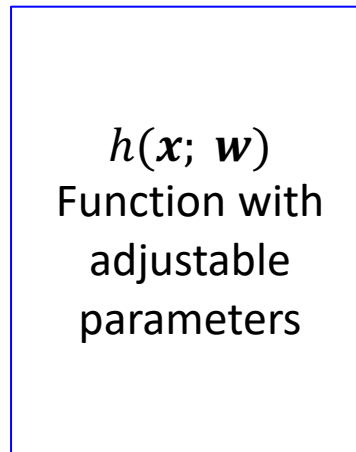 ℎ(𝒙; 𝒘)
Function with
adjustable
parameters